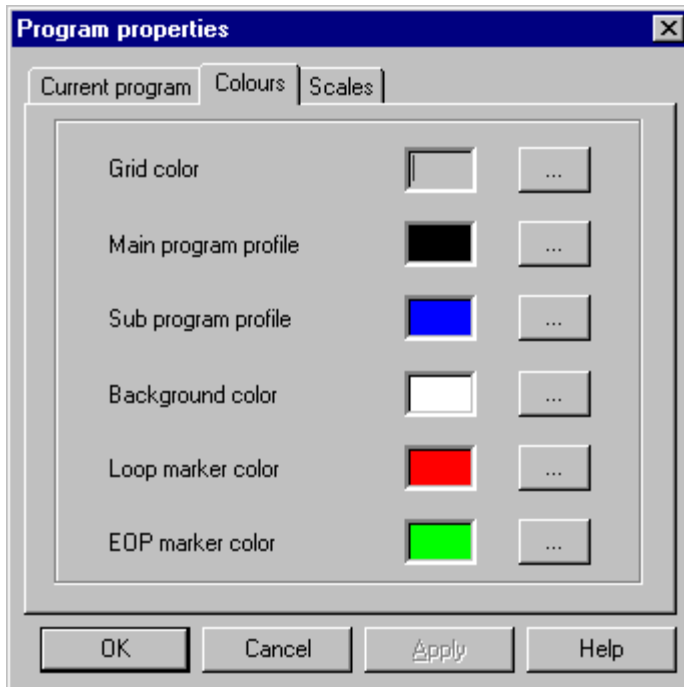 Program properties
Current program Colours Scales
Grid color ...
Main program profile ...
Sub program profile ...
Background color ...
Loop marker color ...
EOP marker color ...
OK Cancel Apply Help